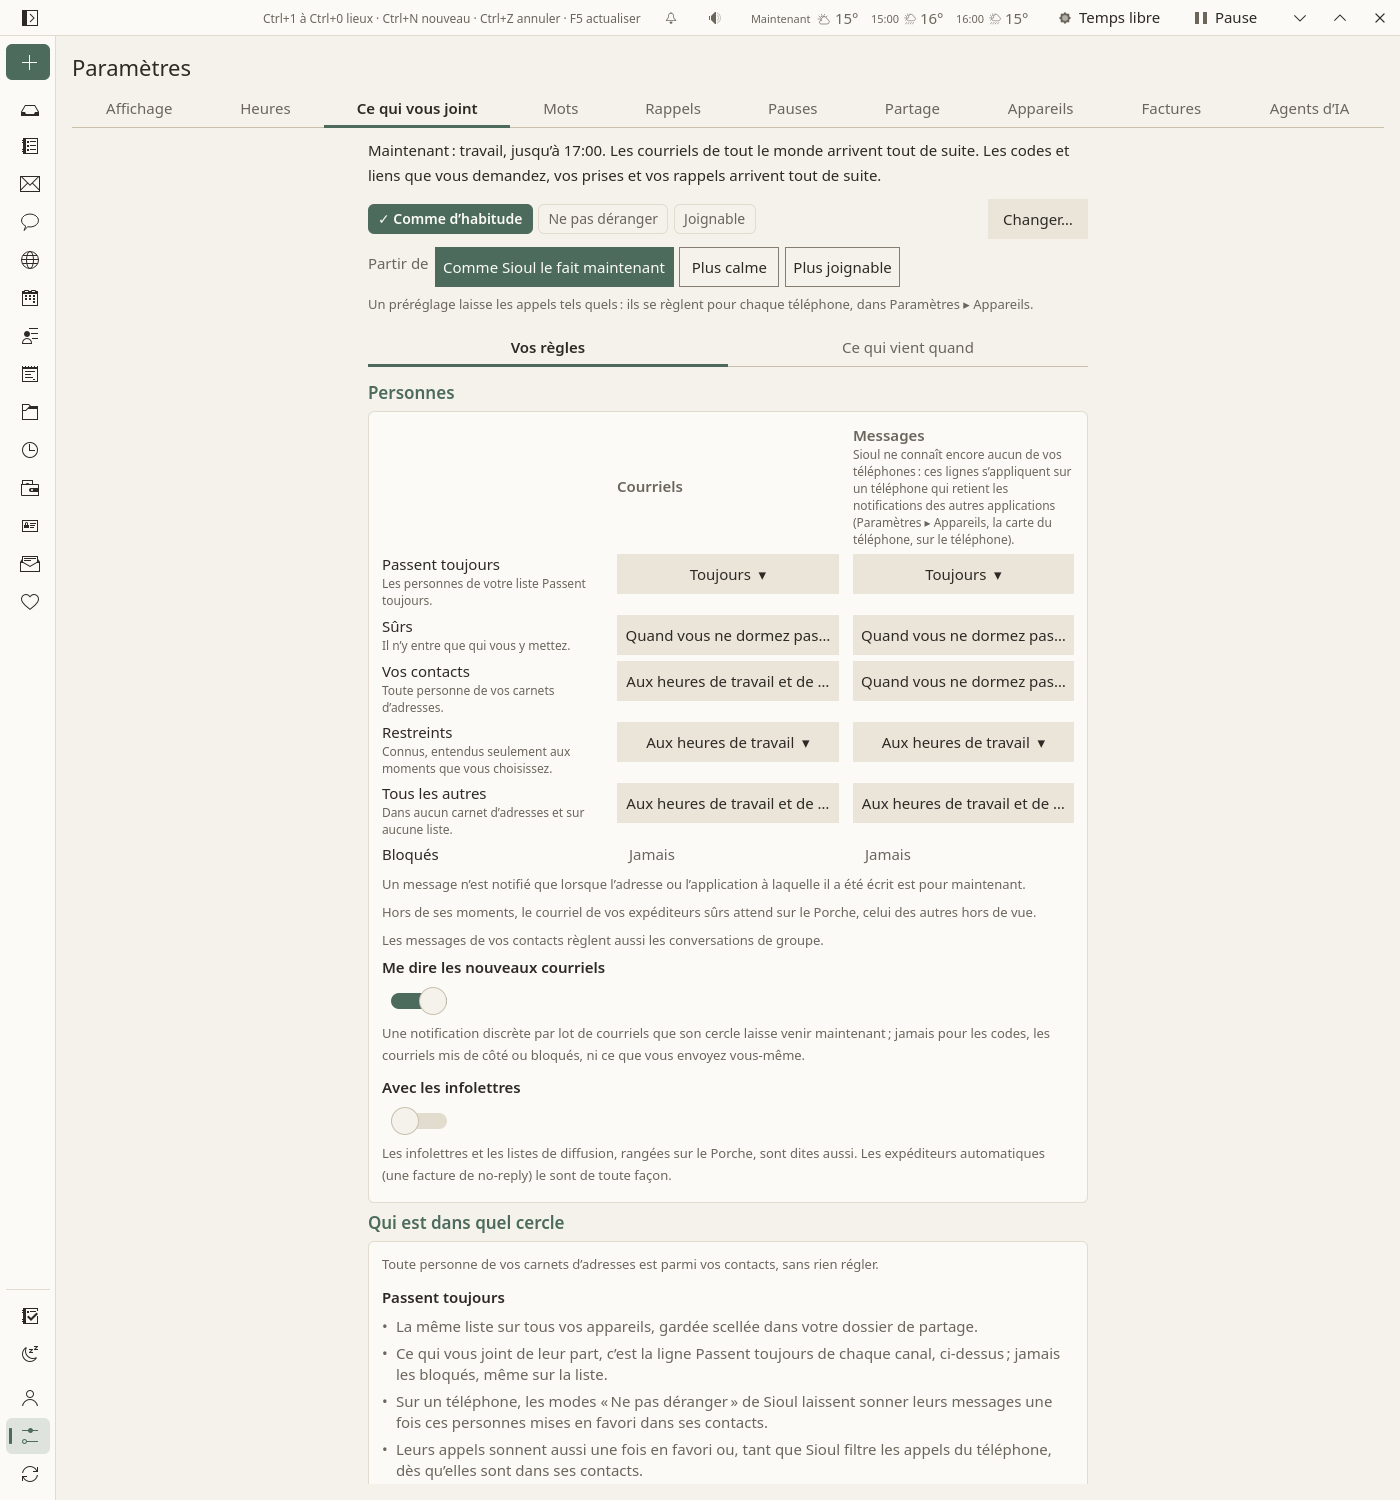 Ctrl+1 à Ctrl+0 lieux · Ctrl+N nouveau · Ctrl+Z annuler · F5 actualiser
Maintenant 15° 15:00 16° 16:00 15°
Temps libre
Pause
Paramètres
Affichage
Heures
Ce qui vous joint
Mots
Rappels
Pauses
Partage
Appareils
Factures
Agents d’IA
Maintenant : travail, jusqu’à 17:00. Les courriels de tout le monde arrivent tout de suite. Les codes et
liens que vous demandez, vos prises et vos rappels arrivent tout de suite.
✓ Comme d’habitude
Ne pas déranger
Joignable
Changer…
Partir de
Comme Sioul le fait maintenant
Plus calme
Plus joignable
Un préréglage laisse les appels tels quels : ils se règlent pour chaque téléphone, dans Paramètres ▸ Appareils.
Vos règles
Ce qui vient quand
Personnes
Courriels
Messages
Sioul ne connaît encore aucun de vos
téléphones : ces lignes s’appliquent sur
un téléphone qui retient les
notifications des autres applications
(Paramètres ▸ Appareils, la carte du
téléphone, sur le téléphone).
Passent toujours
Les personnes de votre liste Passent
toujours.
Toujours ▾
Toujours ▾
Sûrs
Il n’y entre que qui vous y mettez.
Quand vous ne dormez pas…
Quand vous ne dormez pas…
Vos contacts
Toute personne de vos carnets
d’adresses.
Aux heures de travail et de …
Quand vous ne dormez pas…
Restreints
Connus, entendus seulement aux
moments que vous choisissez.
Aux heures de travail ▾
Aux heures de travail ▾
Tous les autres
Dans aucun carnet d’adresses et sur
aucune liste.
Aux heures de travail et de …
Aux heures de travail et de …
Bloqués
Jamais
Jamais
Un message n’est notifié que lorsque l’adresse ou l’application à laquelle il a été écrit est pour maintenant.
Hors de ses moments, le courriel de vos expéditeurs sûrs attend sur le Porche, celui des autres hors de vue.
Les messages de vos contacts règlent aussi les conversations de groupe.
Me dire les nouveaux courriels
Une notification discrète par lot de courriels que son cercle laisse venir maintenant ; jamais pour les codes, les
courriels mis de côté ou bloqués, ni ce que vous envoyez vous-même.
Avec les infolettres
Les infolettres et les listes de diffusion, rangées sur le Porche, sont dites aussi. Les expéditeurs automatiques
(une facture de no-reply) le sont de toute façon.
Qui est dans quel cercle
Toute personne de vos carnets d’adresses est parmi vos contacts, sans rien régler.
Passent toujours
• La même liste sur tous vos appareils, gardée scellée dans votre dossier de partage.
• Ce qui vous joint de leur part, c’est la ligne Passent toujours de chaque canal, ci-dessus ; jamais
les bloqués, même sur la liste.
• Sur un téléphone, les modes « Ne pas déranger » de Sioul laissent sonner leurs messages une
fois ces personnes mises en favori dans ses contacts.
• Leurs appels sonnent aussi une fois en favori ou, tant que Sioul filtre les appels du téléphone,
dès qu’elles sont dans ses contacts.